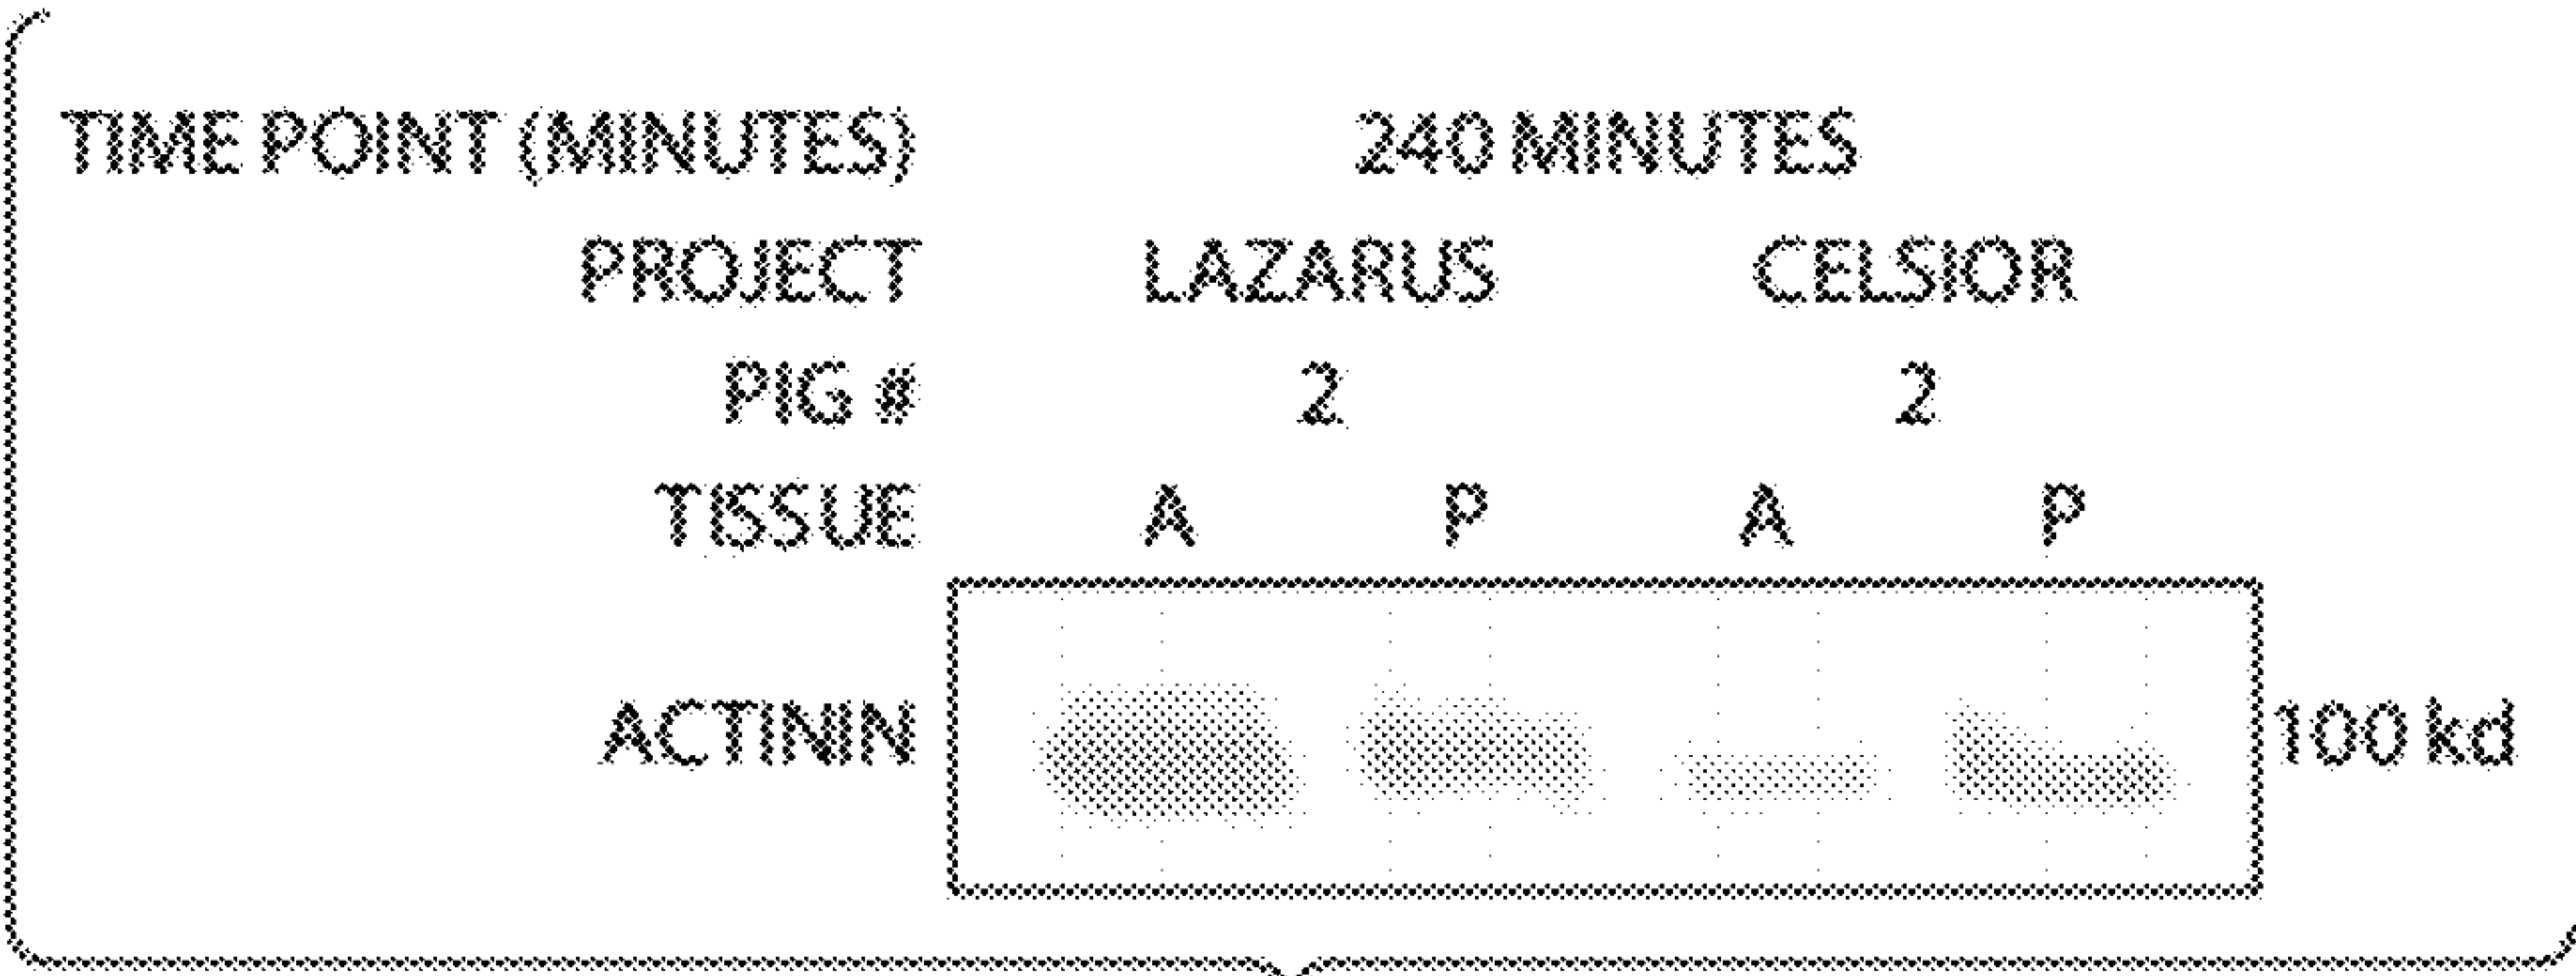 TIME POINT (MINUTES) 240 MINUTES
PROJECT LAZARUS CELSIOR
PIG # 2 2
TISSUE A P A P
ACTININ 100 kd